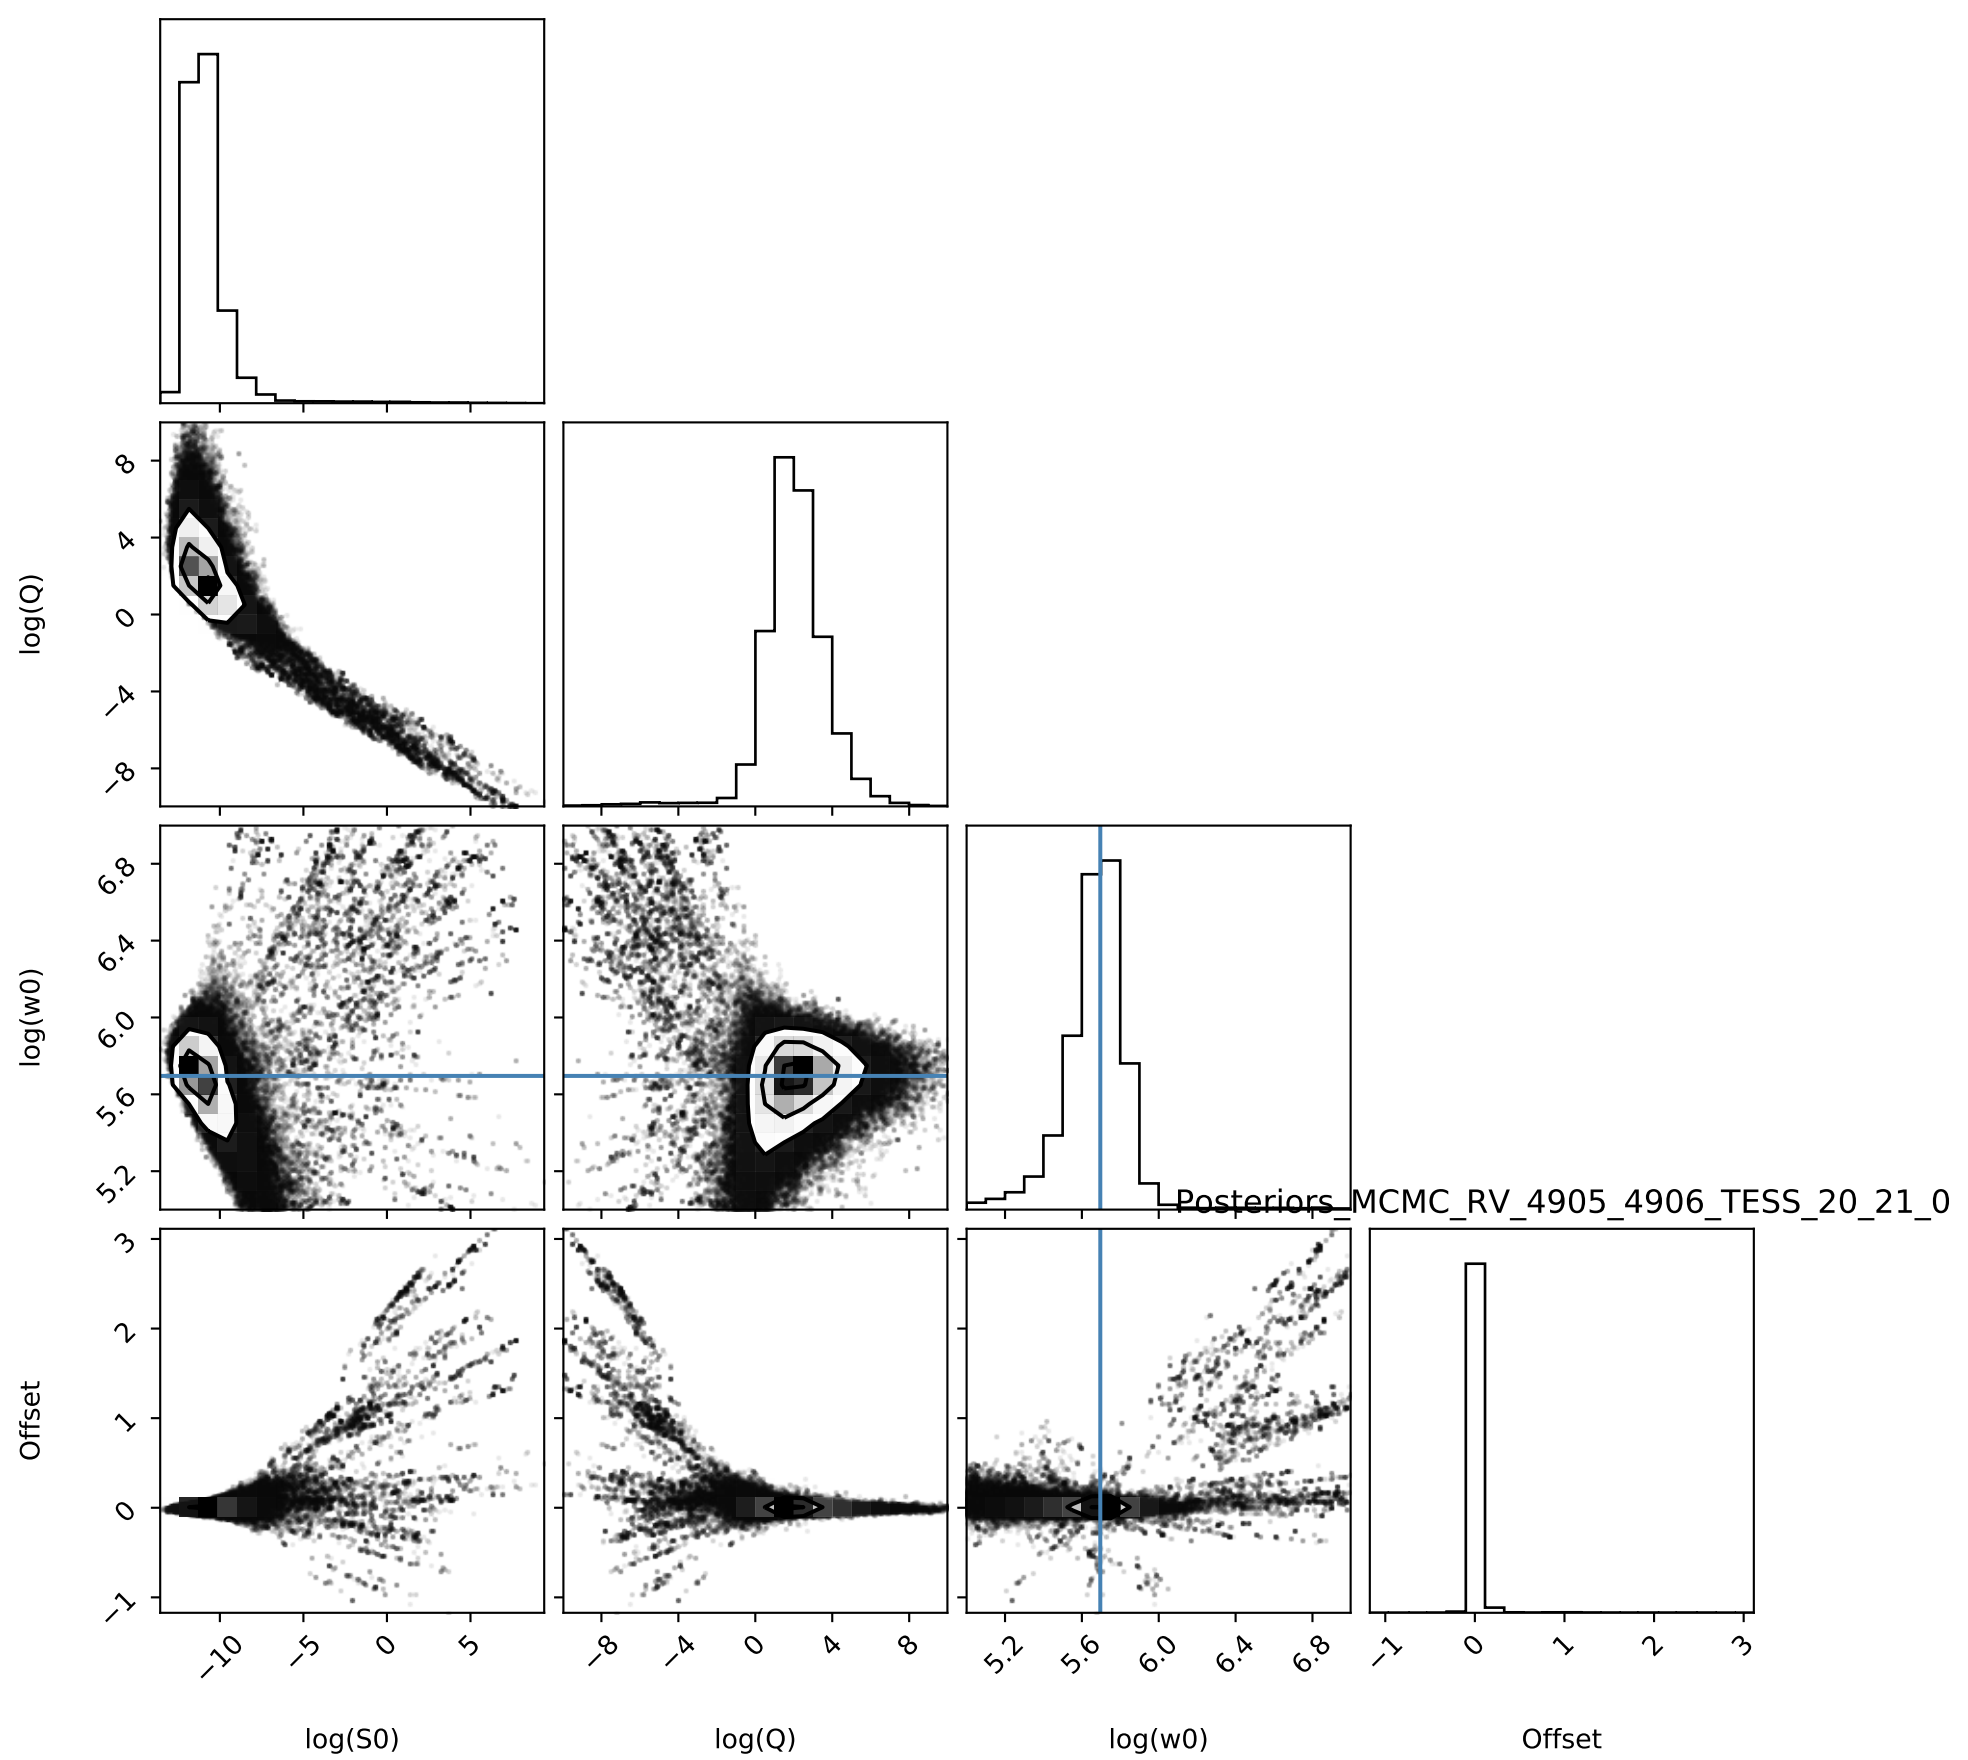 8
4
0
−4
−8
log(Q)
6.8
6.4
6.0
5.6
5.2
log(w0)
Posteriors_MCMC_RV_4905_4906_TESS_20_21_0
3
2
1
0
−1
Offset
−10 −5 0 5
−8 −4 0 4 8
5.2 5.6 6.0 6.4 6.8
−1 0 1 2 3
log(S0) log(Q) log(w0) Offset